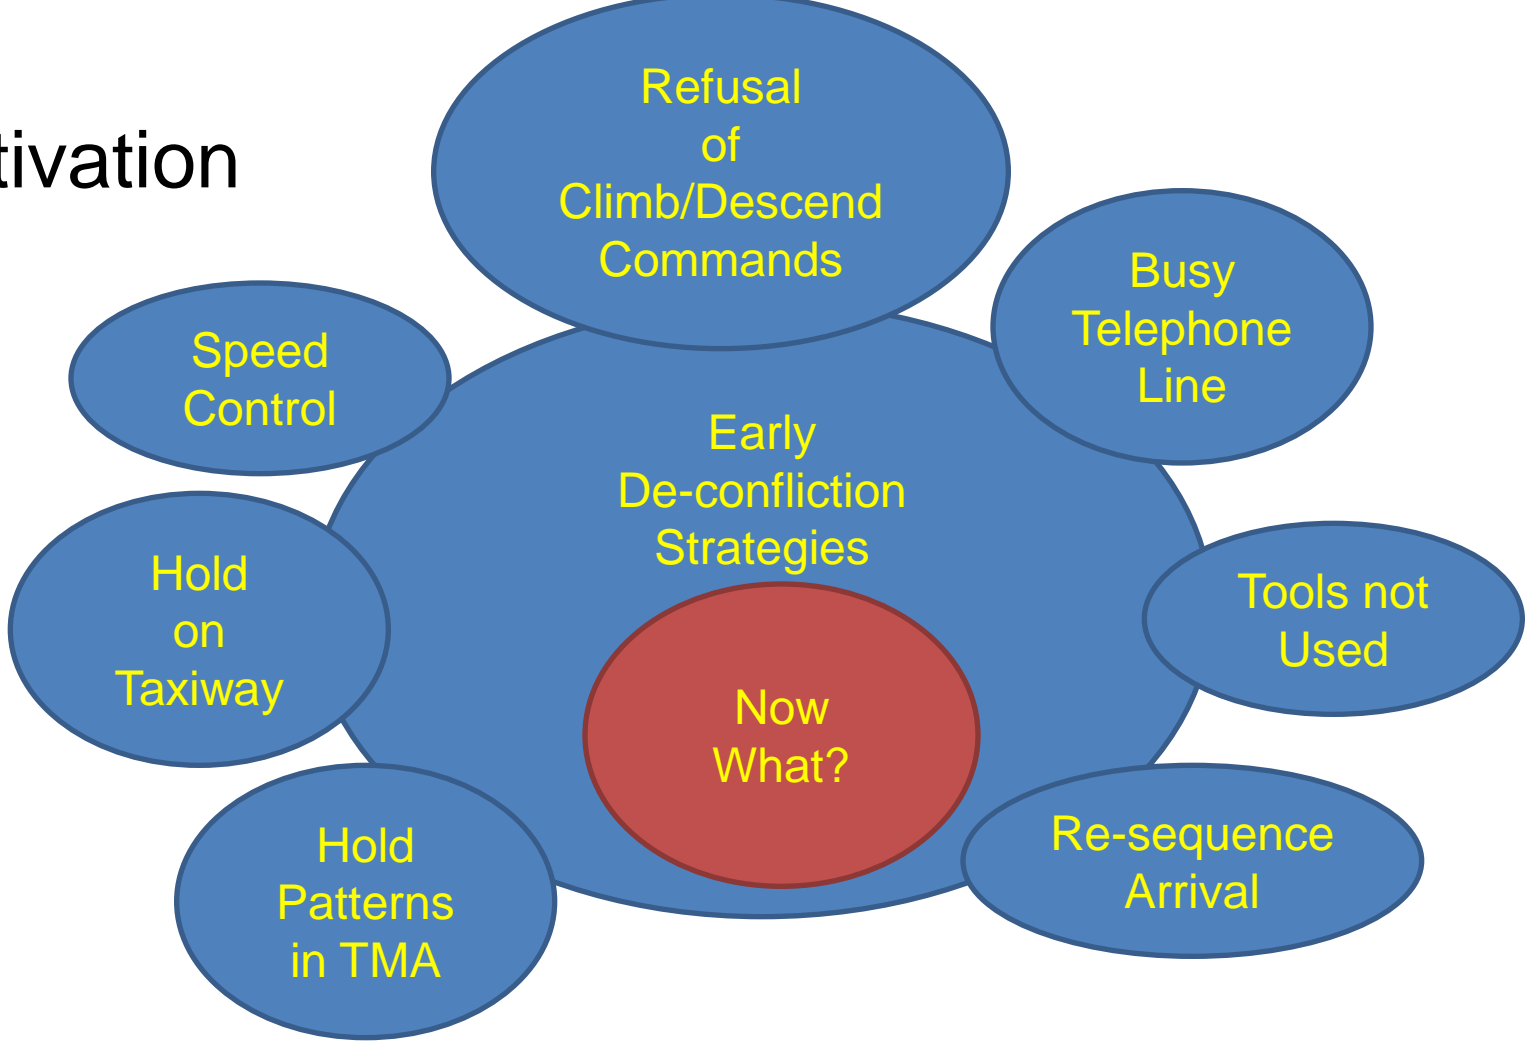 tivation
Refusal
of
Climb/Descend
Commands
Busy
Telephone
Line
Speed
Control
Early
De-confliction
Strategies
Hold
on
Taxiway
Tools not
Used
Now
What?
Hold
Patterns
in TMA
Re-sequence
Arrival